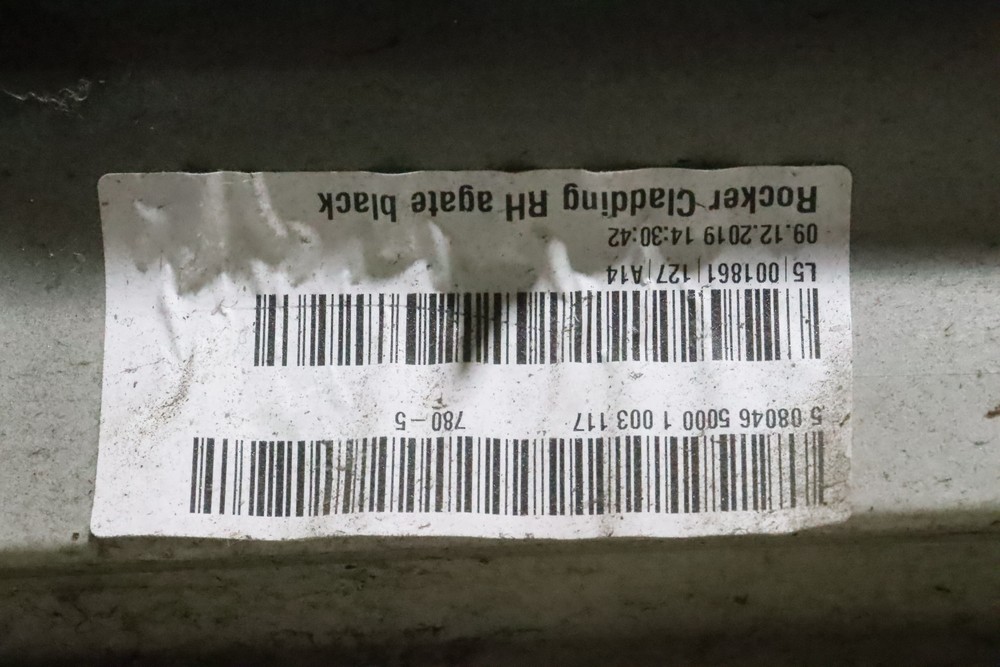 Rocker Cladding RH agate black
09.12.2019 14:30:42
L5|001861|127|A14
5 08046 5000 1 003 117 780-5